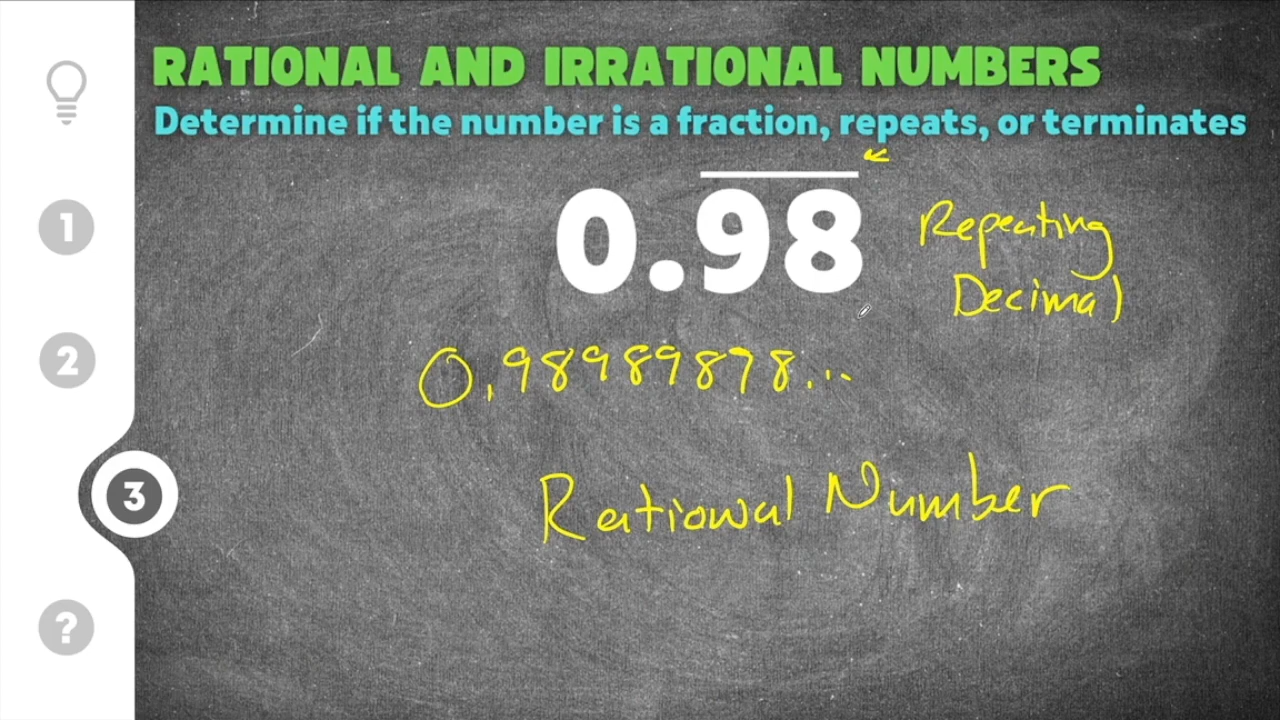 RATIONAL AND IRRATIONAL NUMBERS
Determine if the number is a fraction, repeats, or terminates
0.98
Repeating
Decimal
0.98989898...
1
2
3
Rational Number
?